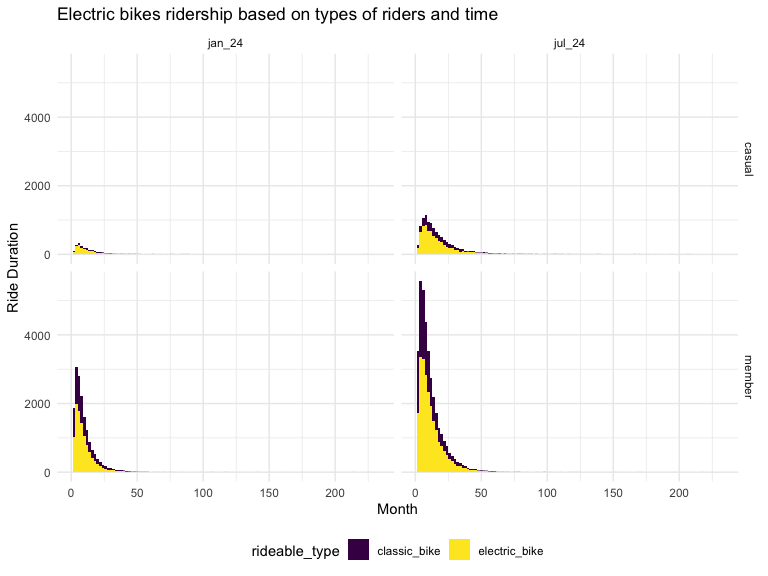 Electric bikes ridership based on types of riders and time
jan_24 jul_24
4000
2000
0
casual
Ride Duration
4000
2000
0
member
0 50 100 150 200 0 50 100 150 200
Month
rideable_type classic_bike electric_bike